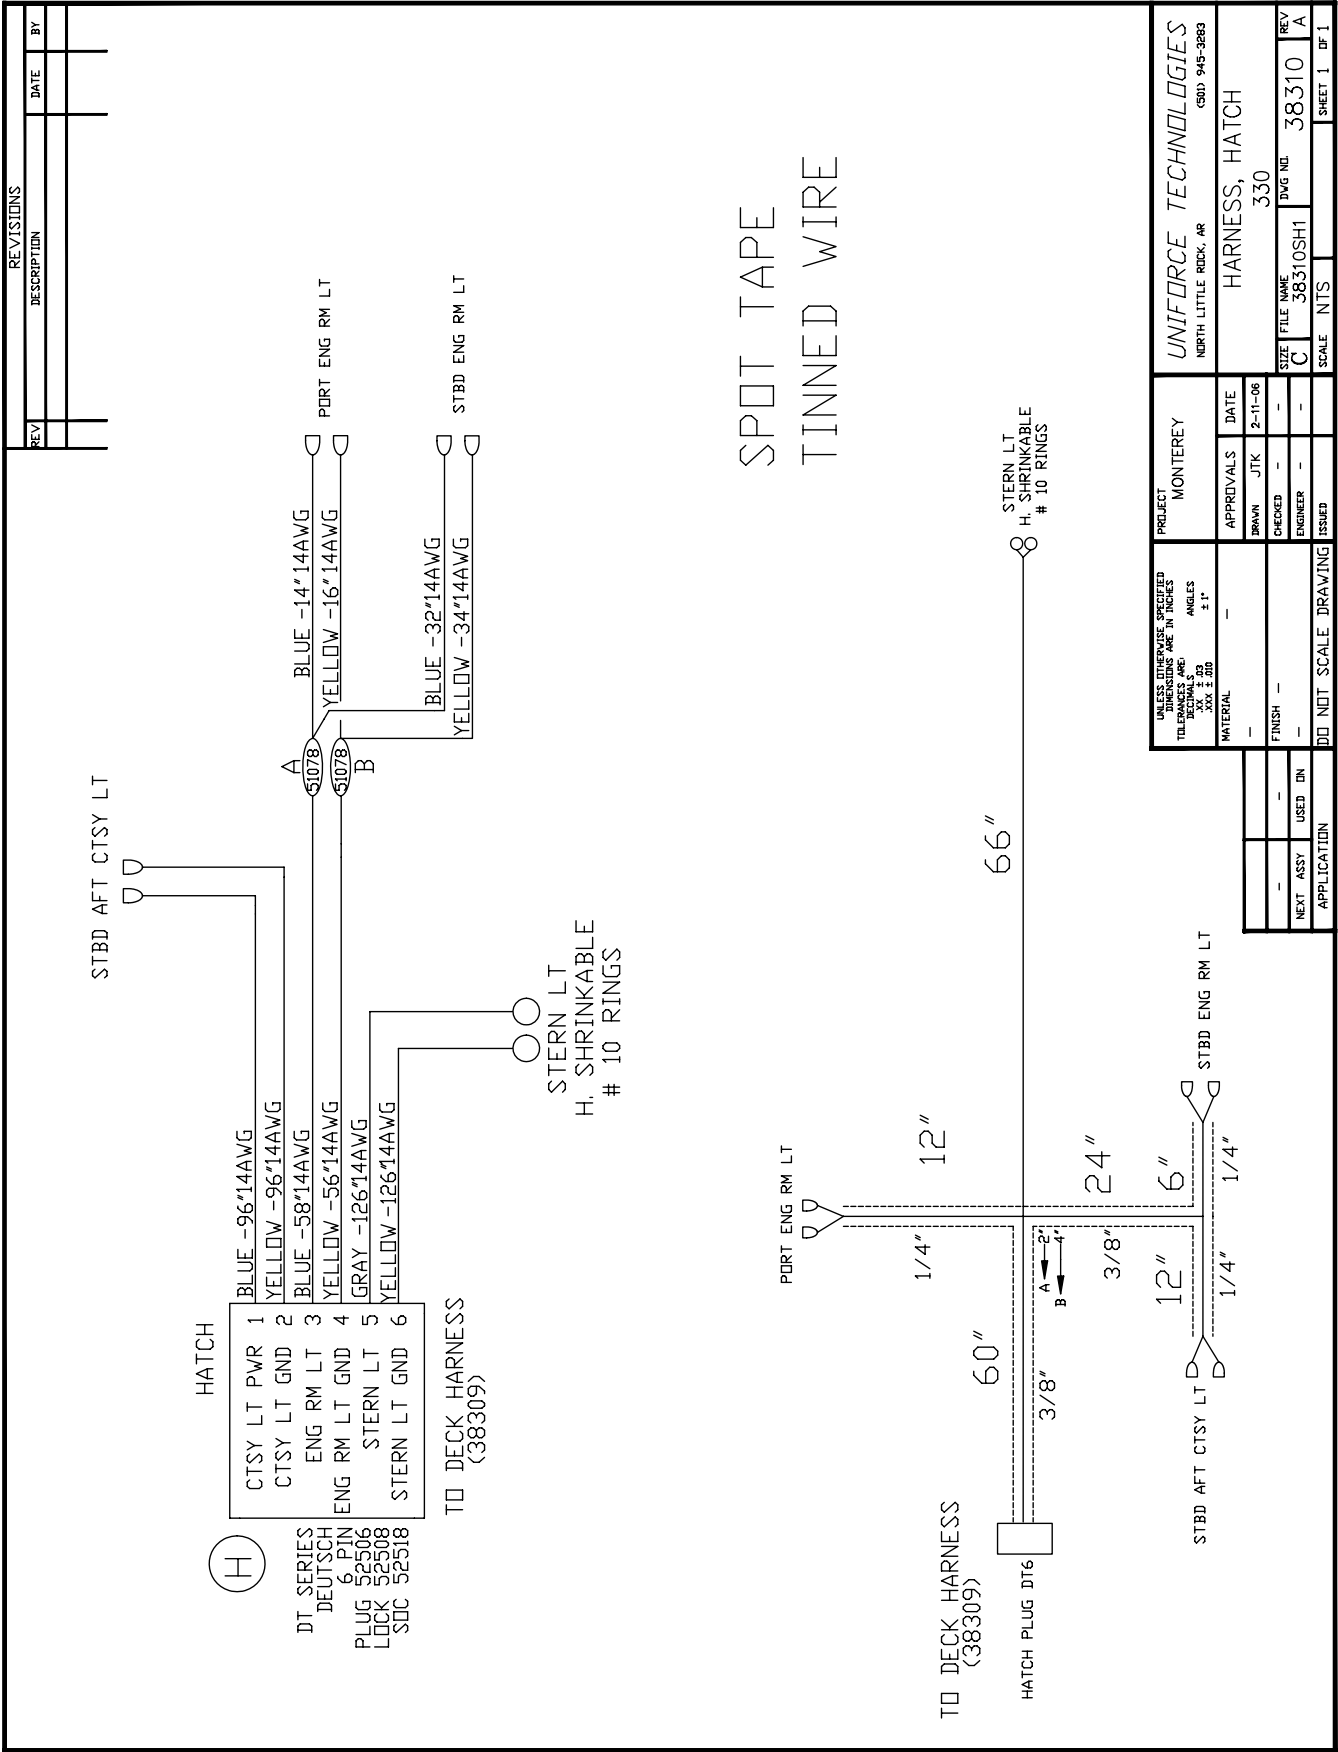 REVISIONS
REV DESCRIPTION DATE BY
STBD AFT CTSY LT
HATCH
H
DT SERIES
DEUTSCH
6 PIN
PLUG 52506
LOCK 52508
SOC 52518
CTSY LT PWR 1
CTSY LT GND 2
ENG RM LT 3
ENG RM LT GND 4
STERN LT 5
STERN LT GND 6
BLUE -96"14AWG
YELLOW -96"14AWG
BLUE -58"14AWG
YELLOW -56"14AWG
GRAY -126"14AWG
YELLOW -126"14AWG
TO DECK HARNESS
(38309)
A
51078
51078
B
BLUE -14"14AWG
YELLOW -16"14AWG
PORT ENG RM LT
BLUE -32"14AWG
YELLOW -34"14AWG
STBD ENG RM LT
STERN LT
H. SHRINKABLE
# 10 RINGS
SPOT TAPE
TINNED WIRE
PORT ENG RM LT
1/4"
12"
TO DECK HARNESS
(38309)
HATCH PLUG DT6
60"
3/8"
66"
STERN LT
H. SHRINKABLE
# 10 RINGS
A 2"
B 4"
3/8"
24"
12"
6"
1/4"
1/4"
STBD AFT CTSY LT
STBD ENG RM LT
NEXT ASSY USED ON
- -
APPLICATION
UNLESS OTHERWISE SPECIFIED
DIMENSIONS ARE IN INCHES
TOLERANCES ARE:
DECIMALS ANGLES
.XX ± .03 ± 1°
.XXX ± .010
MATERIAL -
-
FINISH -
-
DO NOT SCALE DRAWING
PROJECT
MONTEREY
APPROVALS DATE
DRAWN JTK 2-11-06
CHECKED - -
ENGINEER - -
ISSUED
UNIFORCE TECHNOLOGIES
NORTH LITTLE ROCK, AR (501) 945-3283
HARNESS, HATCH
330
SIZE C FILE NAME 38310SH1 DWG NO. 38310 REV A
SCALE NTS SHEET 1 OF 1